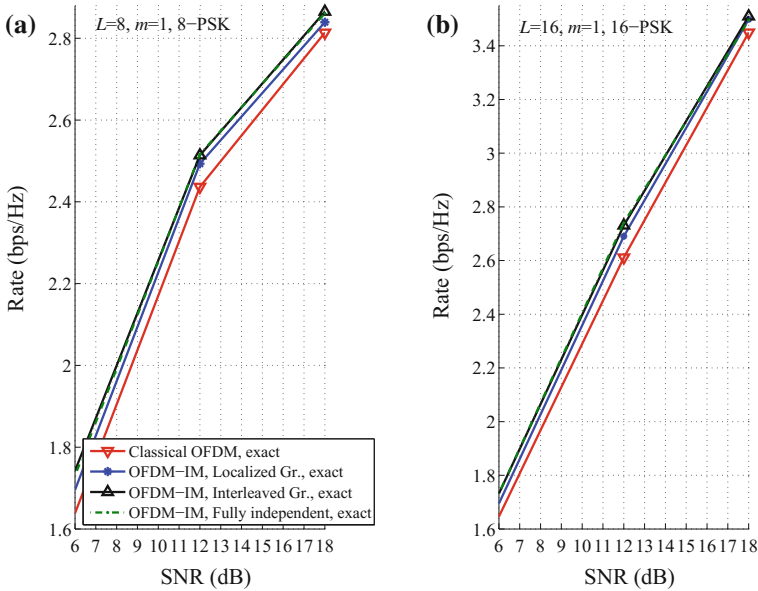 (a)
L=8, m=1, 8−PSK
2.8
2.6
2.4
2.2
2
1.8
1.6
Rate (bps/Hz)
Classical OFDM, exact
OFDM−IM, Localized Gr., exact
OFDM−IM, Interleaved Gr., exact
OFDM−IM, Fully independent, exact
6 7 8 9 10 11 12 13 14 15 16 17 18
SNR (dB)
(b)
L=16, m=1, 16−PSK
3.4
3.2
3
2.8
2.6
2.4
2.2
2
1.8
1.6
Rate (bps/Hz)
6 7 8 9 10 11 12 13 14 15 16 17 18
SNR (dB)